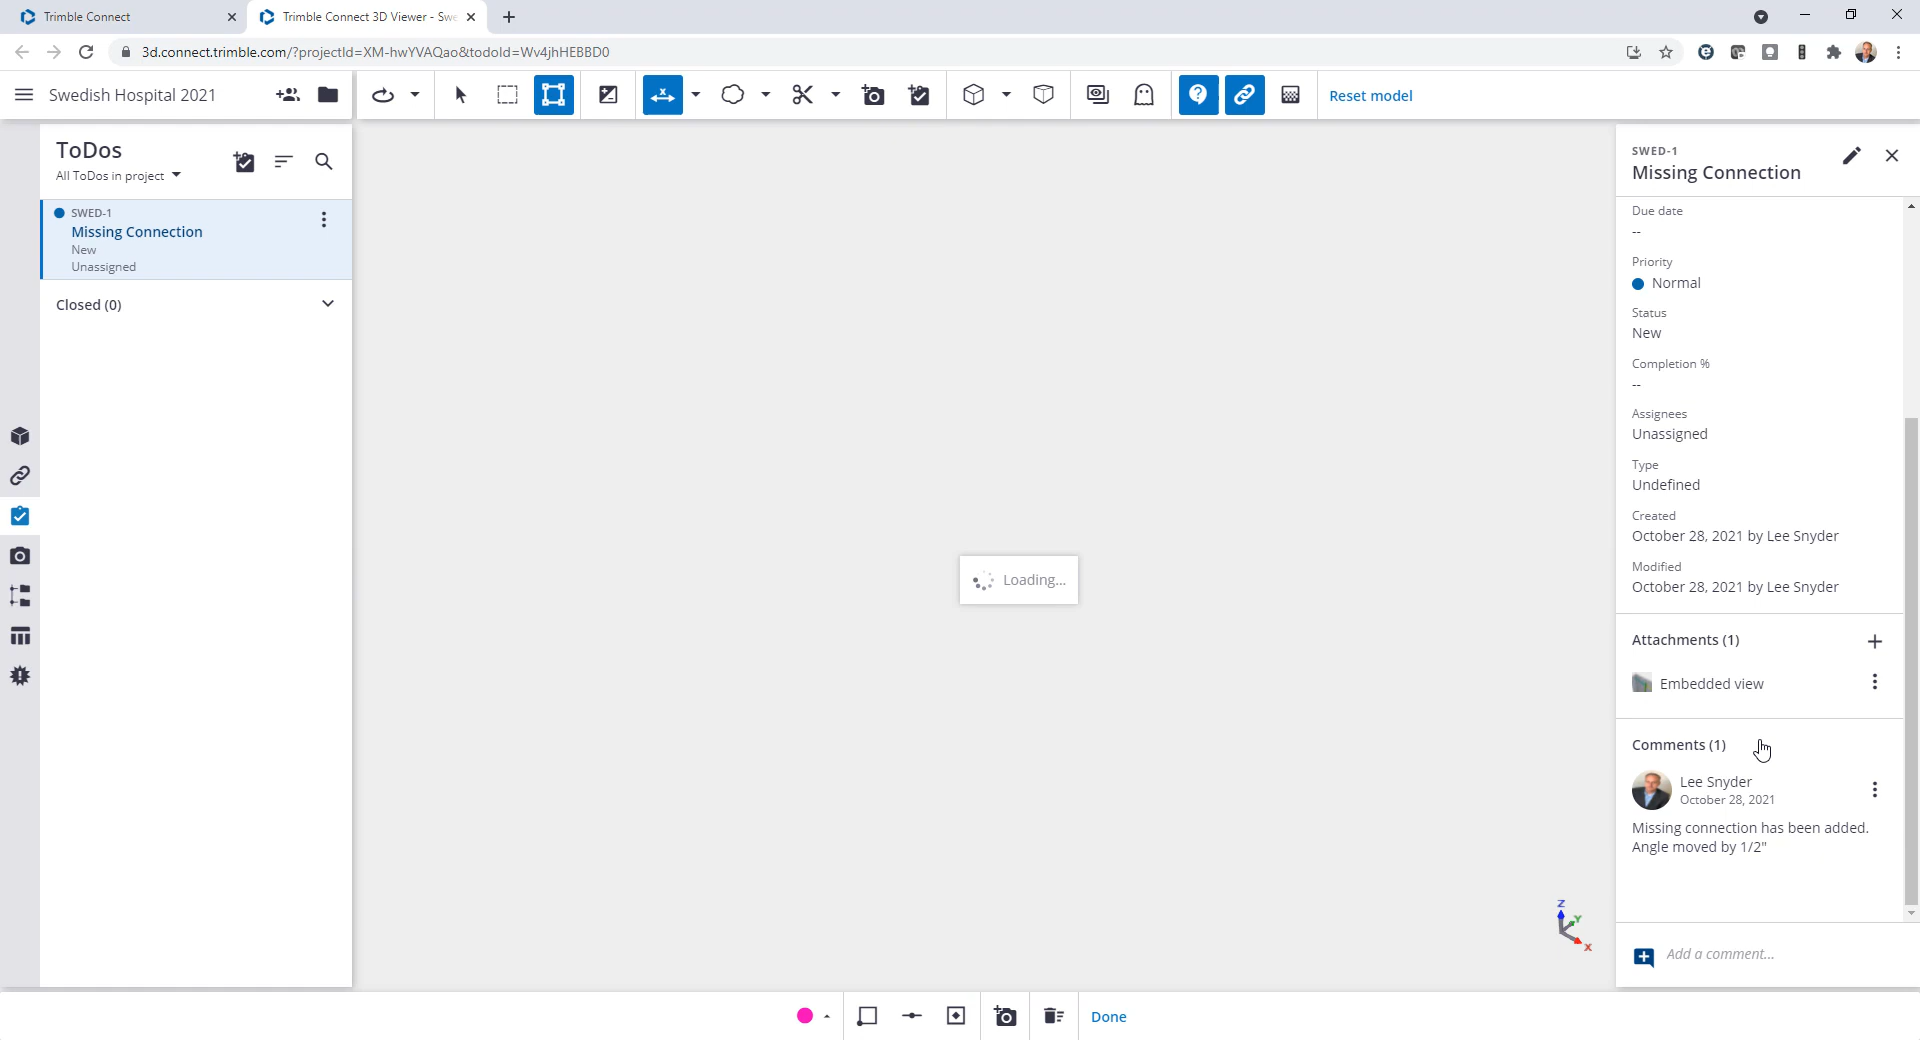 Trimble Connect
Trimble Connect 3D Viewer - Swe
3d.connect.trimble.com/?projectId=XM-hwYVAQao&todoId=Wv4jhHEBBD0
Swedish Hospital 2021
Reset model
ToDos
All ToDos in project
SWED-1
Missing Connection
New
Unassigned
Closed (0)
Loading...
Z
Y
X
SWED-1
Missing Connection
Due date
--
Priority
Normal
Status
New
Completion %
--
Assignees
Unassigned
Type
Undefined
Created
October 28, 2021 by Lee Snyder
Modified
October 28, 2021 by Lee Snyder
Attachments (1)
Embedded view
Comments (1)
Lee Snyder
October 28, 2021
Missing connection has been added.
Angle moved by 1/2"
Add a comment...
Done